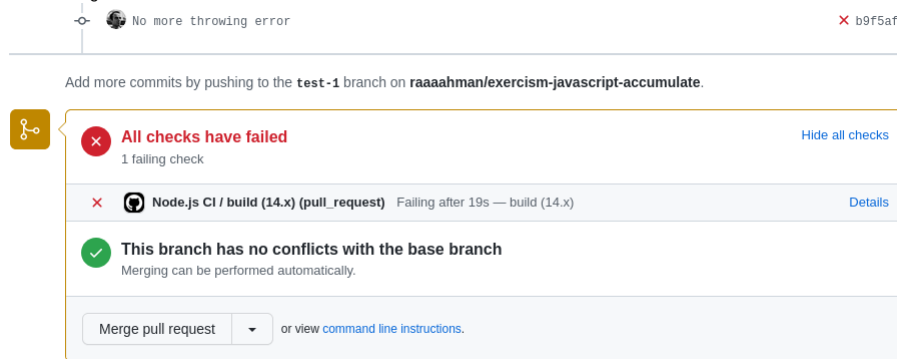 No more throwing error
b9f5af
Add more commits by pushing to the test-1 branch on raaaahman/exercism-javascript-accumulate.
All checks have failed
Hide all checks
1 failing check
Node.js CI / build (14.x) (pull_request) Failing after 19s — build (14.x)
Details
This branch has no conflicts with the base branch
Merging can be performed automatically.
Merge pull request
or view command line instructions.